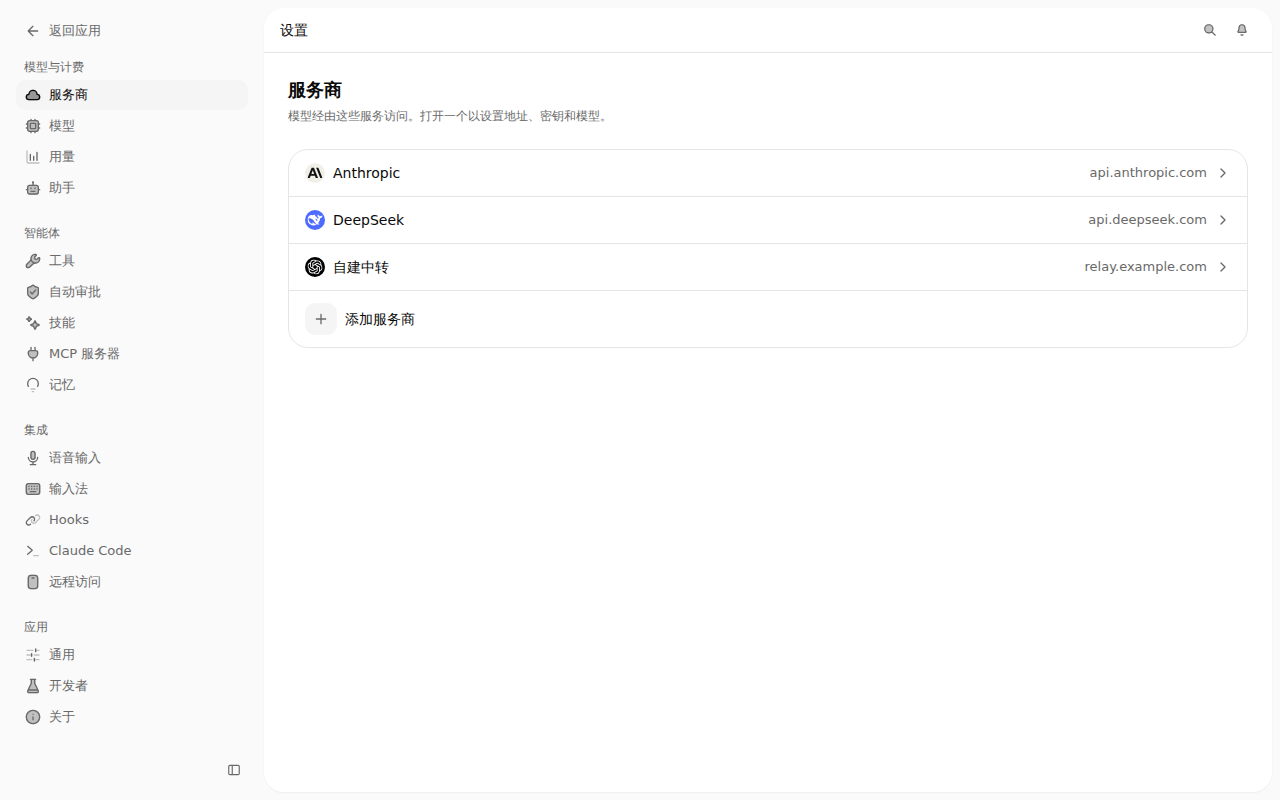 返回应用
模型与计费
服务商
模型
用量
助手
智能体
工具
自动审批
技能
MCP 服务器
记忆
集成
语音输入
输入法
Hooks
Claude Code
远程访问
应用
通用
开发者
关于
设置
服务商
模型经由这些服务访问。打开一个以设置地址、密钥和模型。
Anthropic api.anthropic.com
DeepSeek api.deepseek.com
自建中转 relay.example.com
添加服务商